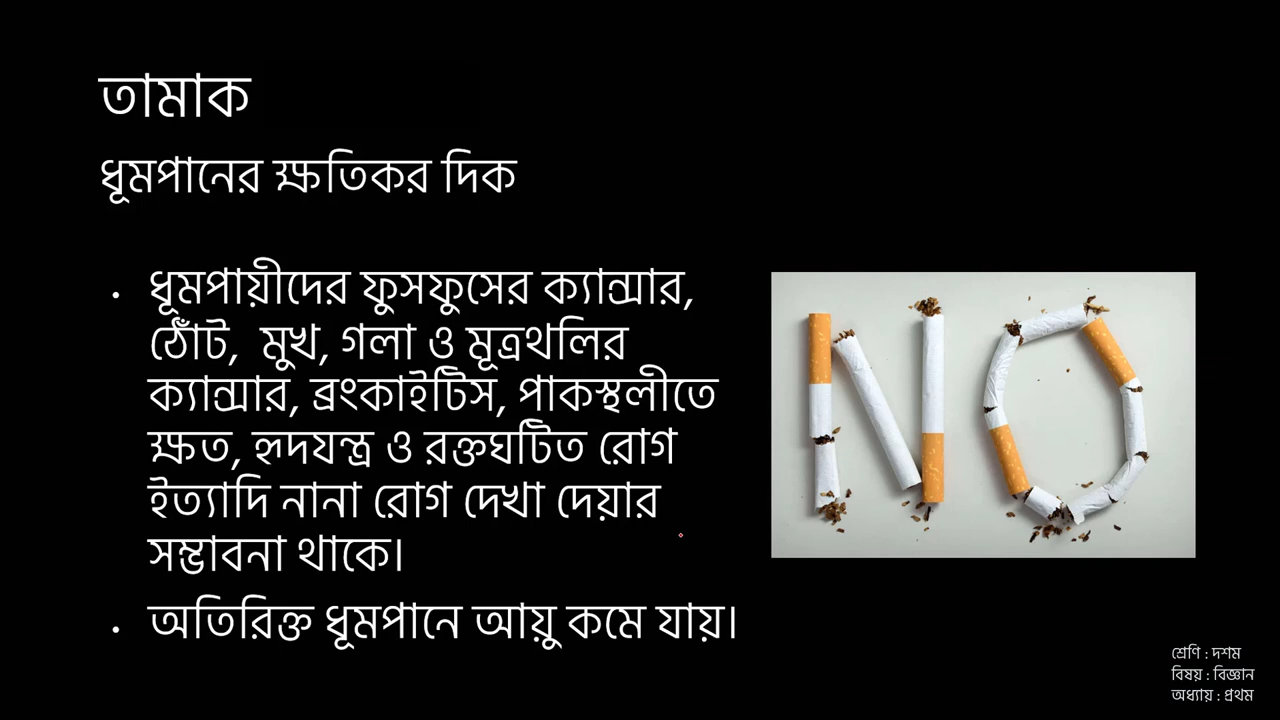 তামাক
ধূমপানের ক্ষতিকর দিক
• ধূমপায়ীদের ফুসফুসের ক্যান্সার,
ঠোঁট, মুখ, গলা ও মূত্রথলির
ক্যান্সার, ব্রংকাইটিস, পাকস্থলীতে
ক্ষত, হৃদযন্ত্র ও রক্তঘটিত রোগ
ইত্যাদি নানা রোগ দেখা দেয়ার
সম্ভাবনা থাকে।
• অতিরিক্ত ধূমপানে আয়ু কমে যায়।
NO
শ্রেণি : দশম
বিষয় : বিজ্ঞান
অধ্যায় : প্রথম